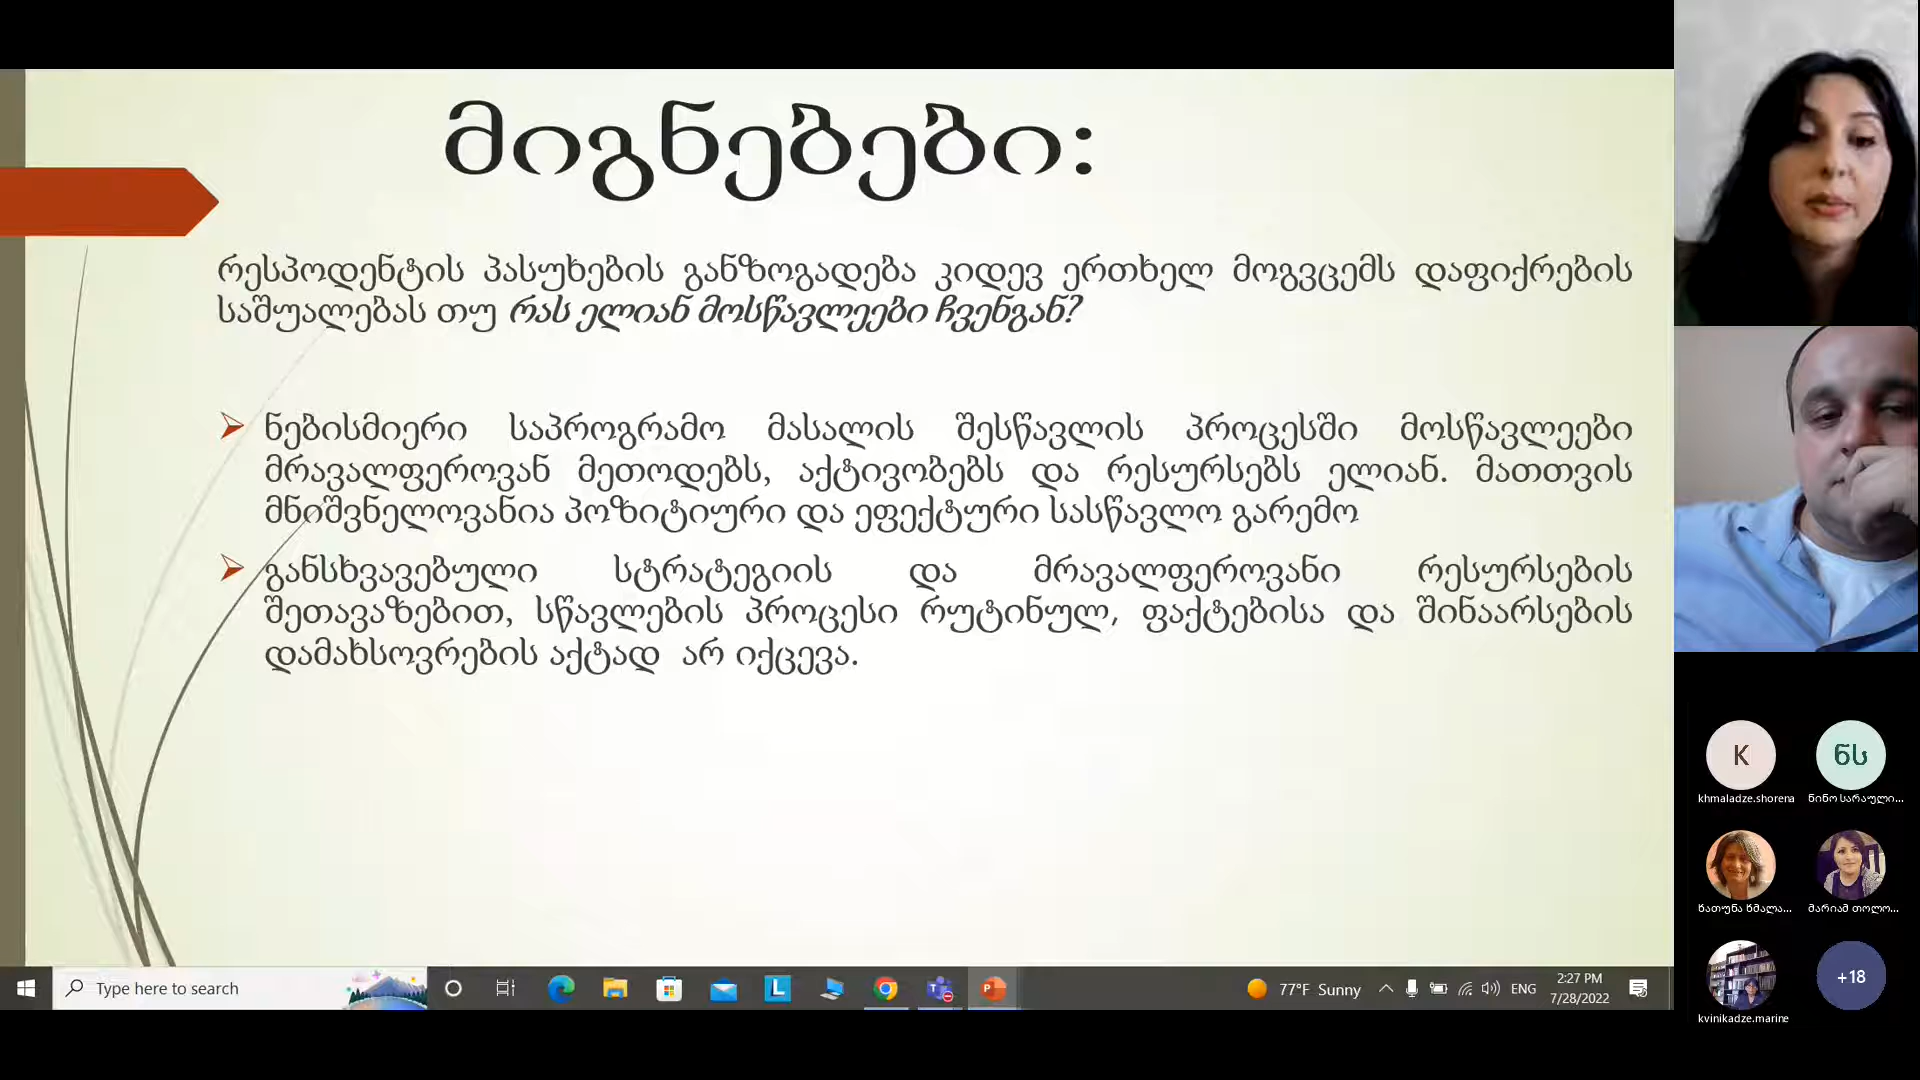 მიგნებები:
რესპოდენტის პასუხების განზოგადება კიდევ ერთხელ მოგვცემს დაფიქრების
საშუალებას თუ რას ელიან მოსწავლეები ჩვენგან?
ნებისმიერი საპროგრამო მასალის შესწავლის პროცესში მოსწავლეები
მრავალფეროვან მეთოდებს, აქტივობებს და რესურსებს ელიან. მათთვის
მნიშვნელოვანია პოზიტიური და ეფექტური სასწავლო გარემო
განსხვავებული სტრატეგიის და მრავალფეროვანი რესურსების
შეთავაზებით, სწავლების პროცესი რუტინულ, ფაქტებისა და შინაარსების
დამახსოვრების აქტად არ იქცევა.
K
khmaladze.shorena
ნს
ნინო სარაული...
ხათუნა ხმალა...
მარიამ თოლო...
kvinikadze.marine
+18
Type here to search
77°F Sunny
ENG
2:27 PM
7/28/2022